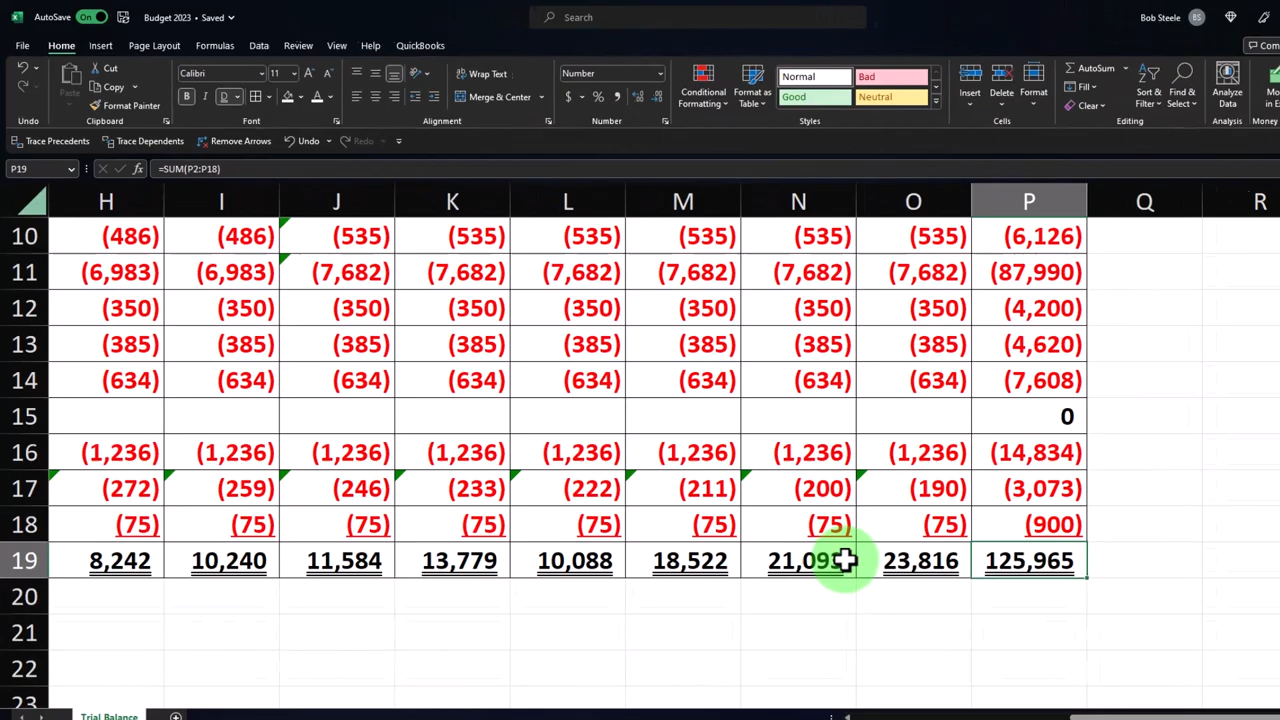 AutoSave On Budget 2023 • Saved Search Bob Steele BS
File Home Insert Page Layout Formulas Data Review View Help QuickBooks Com
Cut Calibri 11 Wrap Text Number Normal Bad AutoSum
Paste Copy Conditional Formatting Format as Table Good Neutral Insert Delete Format Fill Sort & Filter Find & Select Analyze Data Mo in E
Format Painter B I D Merge & Center $ % Clear
Undo Clipboard Font Alignment Number Styles Cells Editing Analysis Money
Trace Precedents Trace Dependents Remove Arrows Undo Redo
P19 fx =SUM(P2:P18)
H I J K L M N O P Q R
10 (486) (486) (535) (535) (535) (535) (535) (535) (6,126)
11 (6,983) (6,983) (7,682) (7,682) (7,682) (7,682) (7,682) (7,682) (87,990)
12 (350) (350) (350) (350) (350) (350) (350) (350) (4,200)
13 (385) (385) (385) (385) (385) (385) (385) (385) (4,620)
14 (634) (634) (634) (634) (634) (634) (634) (634) (7,608)
15 0
16 (1,236) (1,236) (1,236) (1,236) (1,236) (1,236) (1,236) (1,236) (14,834)
17 (272) (259) (246) (233) (222) (211) (200) (190) (3,073)
18 (75) (75) (75) (75) (75) (75) (75) (75) (900)
19 8,242 10,240 11,584 13,779 10,088 18,522 23,816 125,965
20
21
22
23
Trial Balance